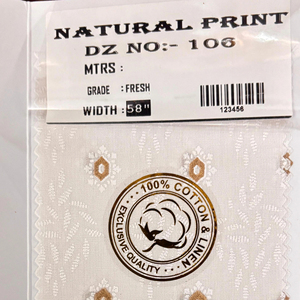 NATURAL PRINT
DZ NO:- 106
MTRS :
GRADE : FRESH
WIDTH : 58"
123456
100% COTTON & LINEN
EXCLUSIVE QUALITY